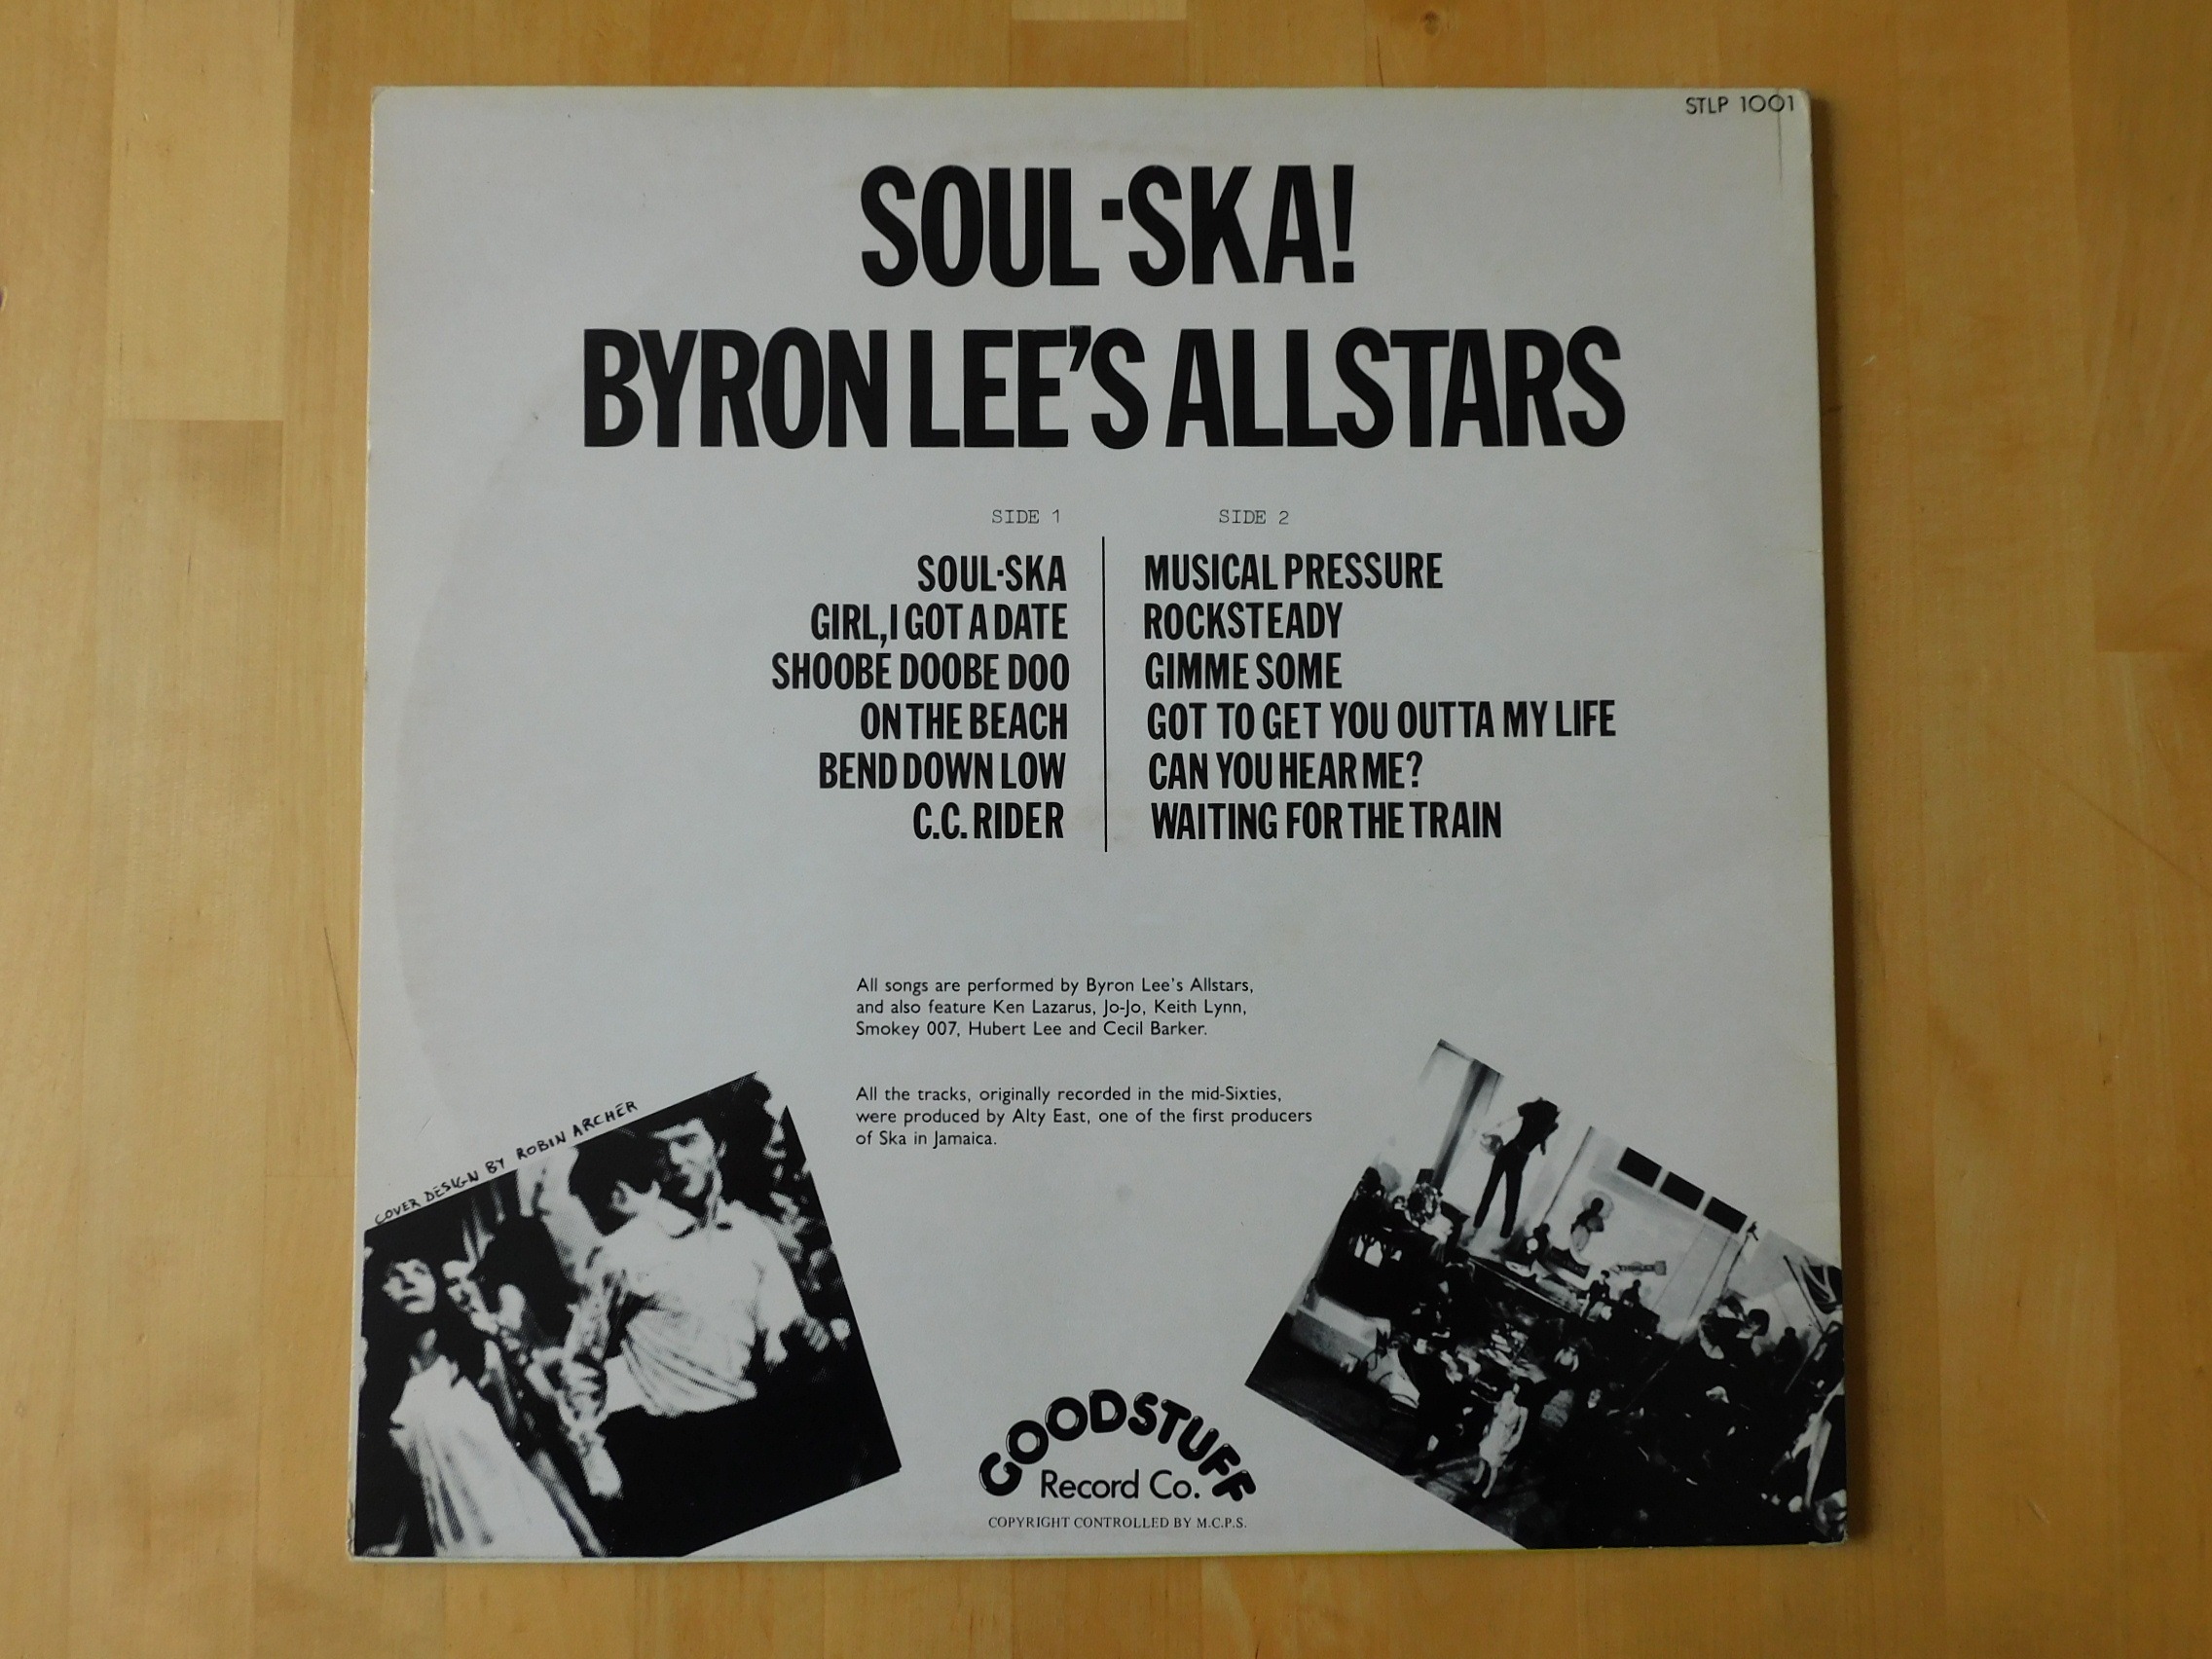 STLP 1001
SOUL-SKA!
BYRON LEE'S ALLSTARS
SIDE 1
SOUL-SKA
GIRL, I GOT A DATE
SHOOBE DOOBE DOO
ON THE BEACH
BEND DOWN LOW
C.C. RIDER
SIDE 2
MUSICAL PRESSURE
ROCKSTEADY
GIMME SOME
GOT TO GET YOU OUTTA MY LIFE
CAN YOU HEAR ME?
WAITING FOR THE TRAIN
All songs are performed by Byron Lee's Allstars,
and also feature Ken Lazarus, Jo-Jo, Keith Lynn,
Smokey 007, Hubert Lee and Cecil Barker.
All the tracks, originally recorded in the mid-Sixties,
were produced by Alty East, one of the first producers
of Ska in Jamaica.
COVER DESIGN BY ROBIN ARCHER
GOODSTUFF
Record Co.
COPYRIGHT CONTROLLED BY M.C.P.S.